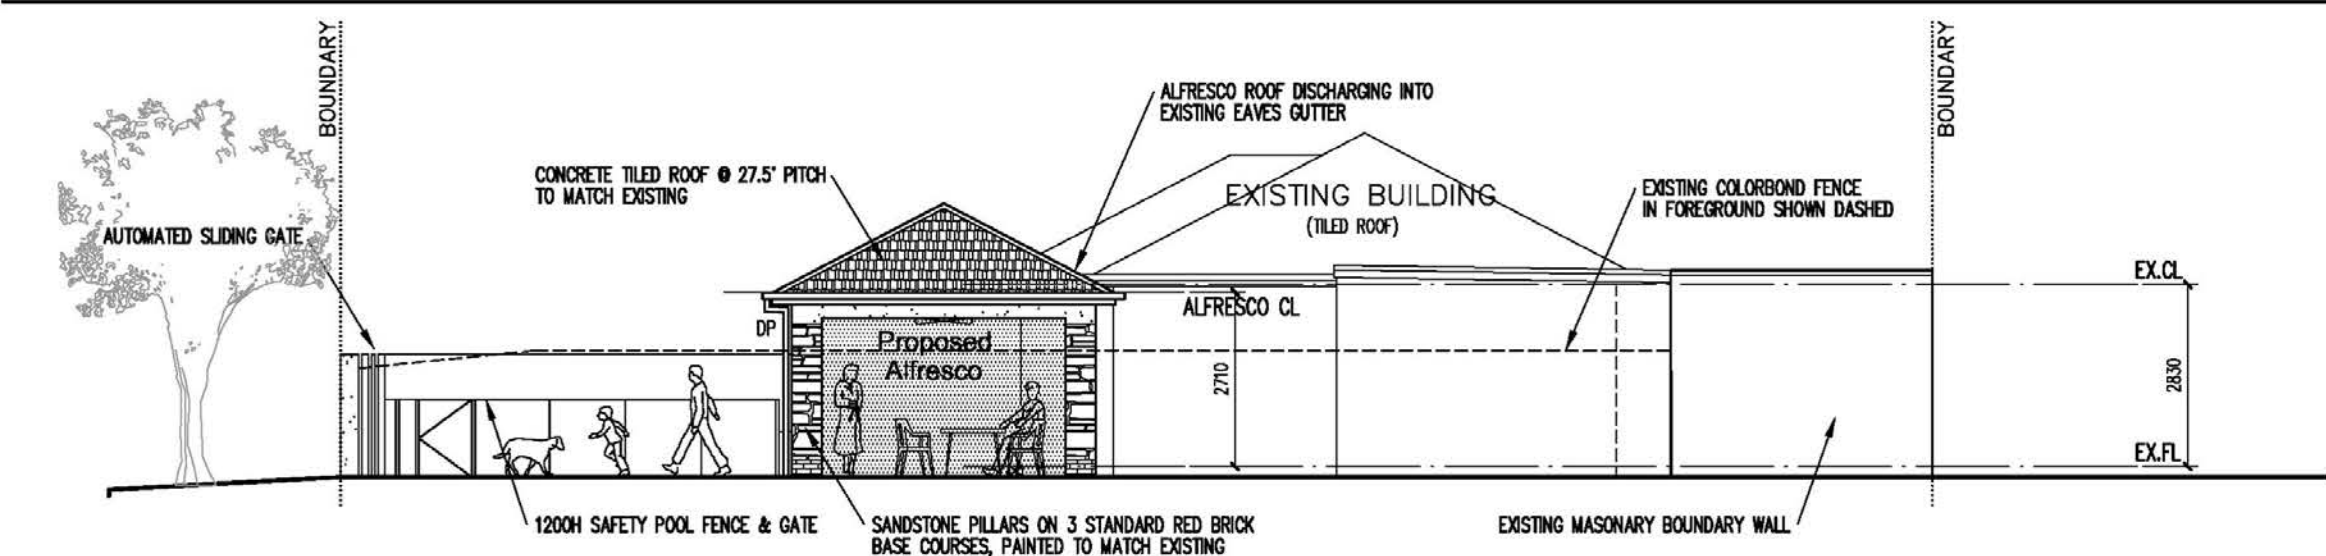 BOUNDARY
BOUNDARY
ALFRESCO ROOF DISCHARGING INTO
EXISTING EAVES GUTTER
CONCRETE TILED ROOF @ 27.5° PITCH
TO MATCH EXISTING
EXISTING BUILDING
(TILED ROOF)
EXISTING COLORBOND FENCE
IN FOREGROUND SHOWN DASHED
AUTOMATED SLIDING GATE
EX.CL
ALFRESCO CL
DP
Proposed
Alfresco
2710
2830
EX.FL
1200H SAFETY POOL FENCE & GATE
SANDSTONE PILLARS ON 3 STANDARD RED BRICK
BASE COURSES, PAINTED TO MATCH EXISTING
EXISTING MASONARY BOUNDARY WALL